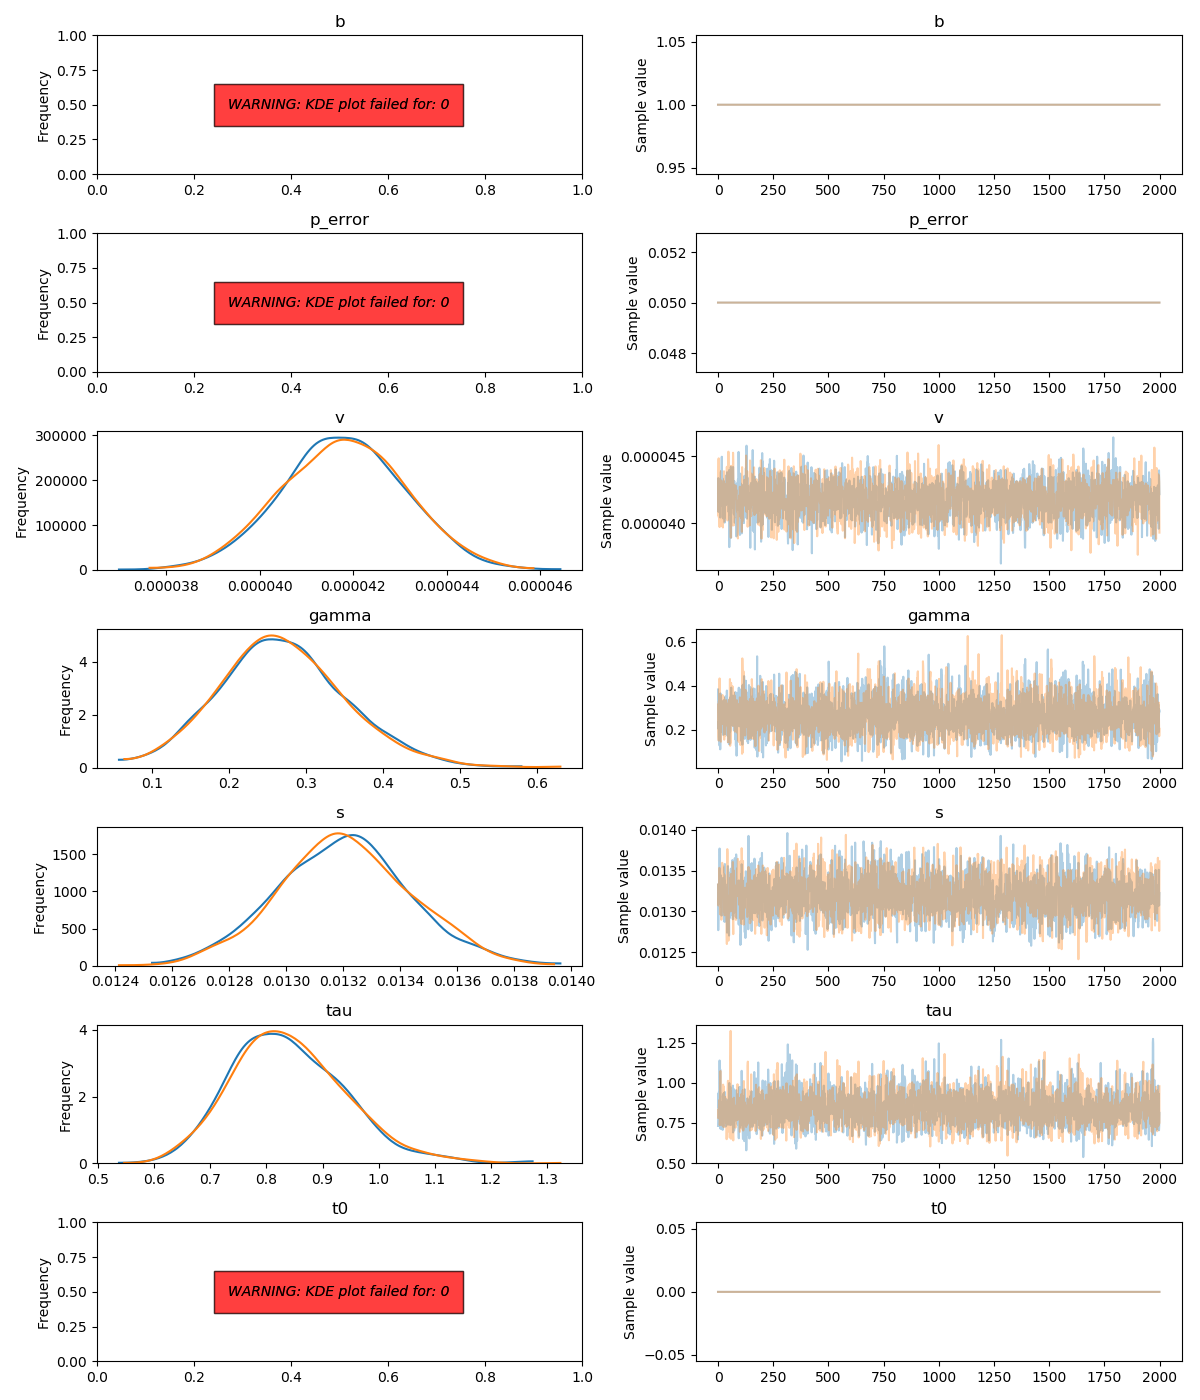 b
Frequency
1.00
0.75
0.50
0.25
0.00
WARNING: KDE plot failed for: 0
0.0 0.2 0.4 0.6 0.8 1.0
b
Sample value
1.05
1.00
0.95
0 250 500 750 1000 1250 1500 1750 2000
p_error
Frequency
1.00
0.75
0.50
0.25
0.00
WARNING: KDE plot failed for: 0
0.0 0.2 0.4 0.6 0.8 1.0
p_error
Sample value
0.052
0.050
0.048
0 250 500 750 1000 1250 1500 1750 2000
v
Frequency
300000
200000
100000
0
0.000038 0.000040 0.000042 0.000044 0.000046
v
Sample value
0.000045
0.000040
0 250 500 750 1000 1250 1500 1750 2000
gamma
Frequency
4
2
0
0.1 0.2 0.3 0.4 0.5 0.6
gamma
Sample value
0.6
0.4
0.2
0 250 500 750 1000 1250 1500 1750 2000
s
Frequency
1500
1000
500
0
0.0124 0.0126 0.0128 0.0130 0.0132 0.0134 0.0136 0.0138 0.0140
s
Sample value
0.0140
0.0135
0.0130
0.0125
0 250 500 750 1000 1250 1500 1750 2000
tau
Frequency
4
2
0
0.5 0.6 0.7 0.8 0.9 1.0 1.1 1.2 1.3
tau
Sample value
1.25
1.00
0.75
0.50
0 250 500 750 1000 1250 1500 1750 2000
t0
Frequency
1.00
0.75
0.50
0.25
0.00
WARNING: KDE plot failed for: 0
0.0 0.2 0.4 0.6 0.8 1.0
t0
Sample value
0.05
0.00
−0.05
0 250 500 750 1000 1250 1500 1750 2000